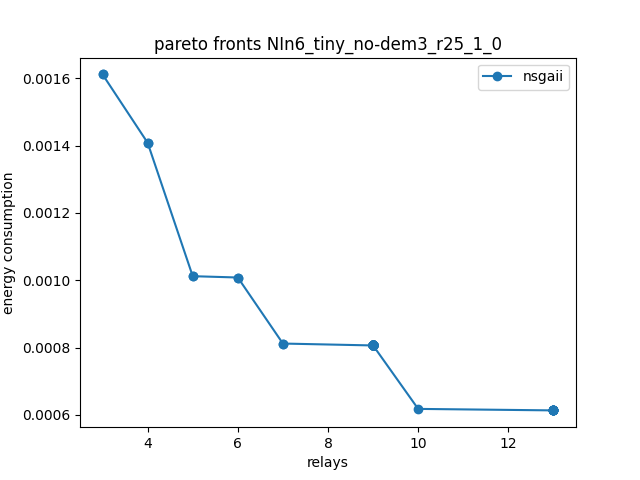 pareto fronts NIn6_tiny_no-dem3_r25_1_0
nsgaii
0.0016
0.0014
0.0012
0.0010
0.0008
0.0006
energy consumption
4 6 8 10 12
relays